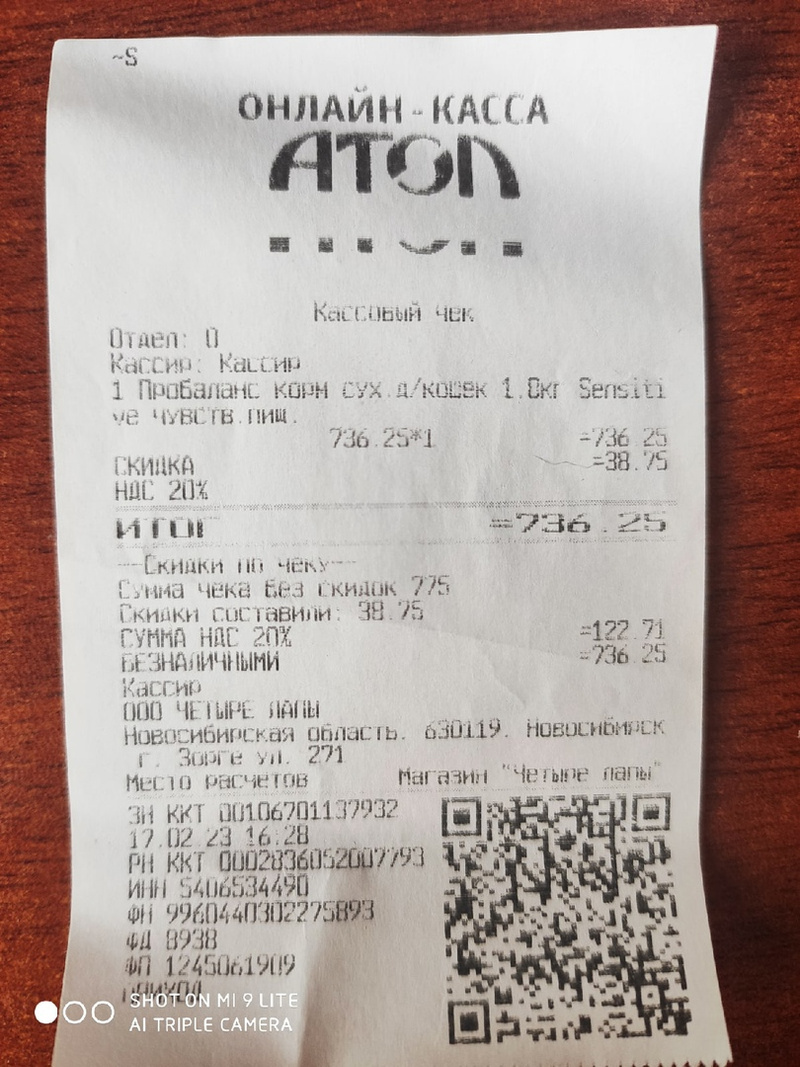 ~S
ОНЛАЙН-КАССА
АТОЛ
Кассовый чек
Отдел: 0
Кассир: Кассир
1 Пробаланс корм сух.д/кошек 1.8кг Sensiti
ve чувств.пищ.
736.25*1 =736.25
СКИДКА =38.75
НДС 20%
ИТОГ =736.25
---Скидки по чеку---
Сумма чека без скидок 775
Скидки составили: 38.75
СУММА НДС 20% =122.71
БЕЗНАЛИЧНЫМИ =736.25
Кассир
ООО ЧЕТЫРЕ ЛАПЫ
Новосибирская область, 630119, Новосибирск
г, Зорге ул, 271
Место расчетов Магазин "Четыре лапы"
ЗН ККТ 00106701137932
17.02.23 16:28
РН ККТ 0002836052007793
ИНН 5406534490
ФН 9960440302275893
ФД 8938
ФП 1245061909
ПРИХОД
SHOT ON MI 9 LITE
AI TRIPLE CAMERA